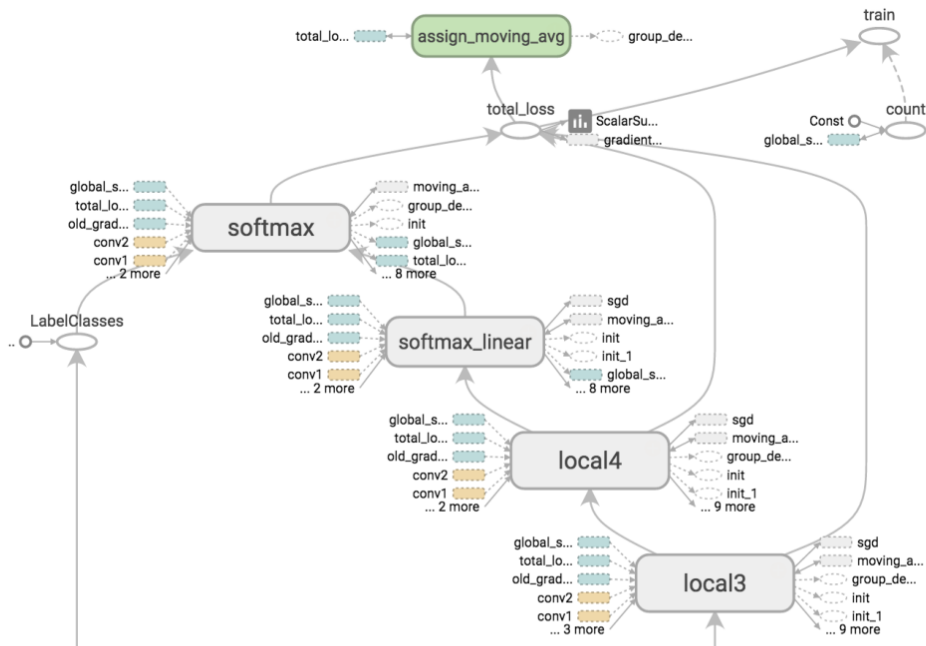 train
total_lo...
assign_moving_avg
group_de...
total_loss
ScalarSu...
gradient...
Const
count
global_s...
global_s...
total_lo...
old_grad...
conv2
conv1
... 2 more
softmax
moving_a...
group_de...
init
global_s...
total_lo...
... 8 more
LabelClasses
..
global_s...
total_lo...
old_grad...
conv2
conv1
... 2 more
softmax_linear
sgd
moving_a...
init
init_1
global_s...
... 8 more
global_s...
total_lo...
old_grad...
conv2
conv1
... 2 more
local4
sgd
moving_a...
group_de...
init
init_1
... 9 more
global_s...
total_lo...
old_grad...
conv2
conv1
... 3 more
local3
sgd
moving_a...
group_de...
init
init_1
... 9 more